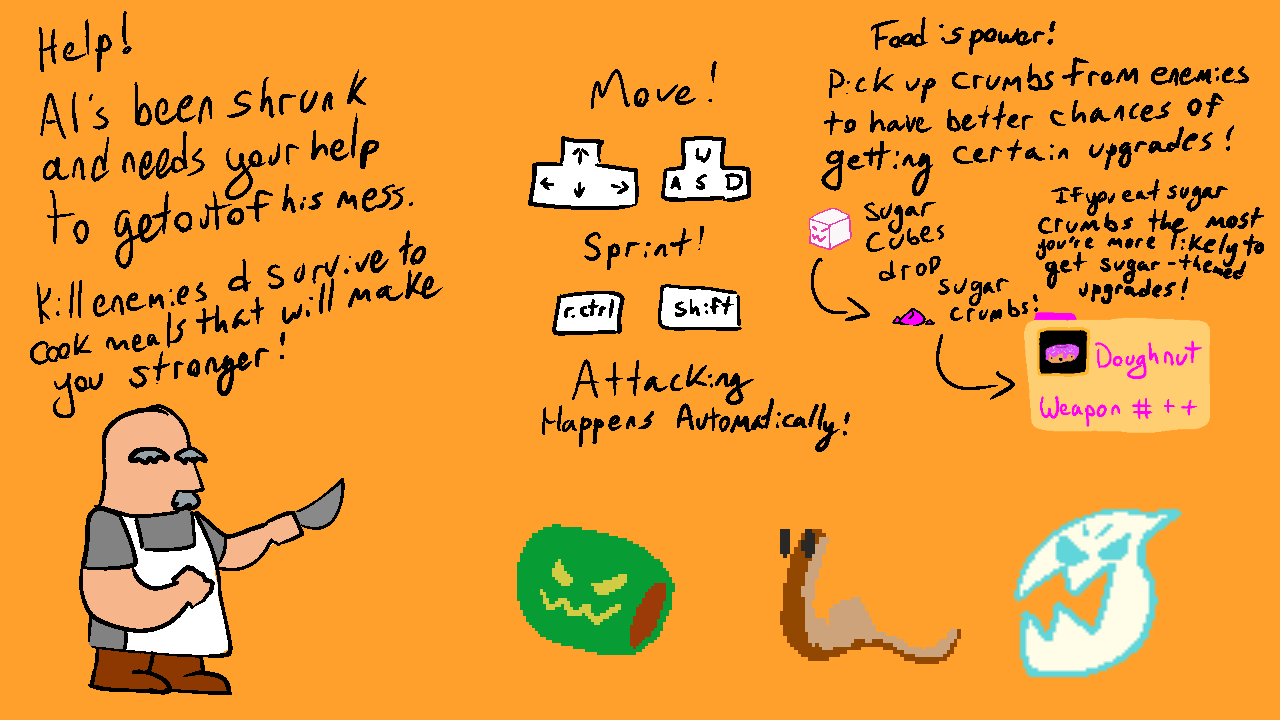 Help!
Al's been shrunk
and needs your help
to get out of his mess.
Kill enemies & survive to
cook meals that will make
you stronger!
Move!
↑
← ↓ →
W
A S D
Sprint!
r.ctrl shift
Attacking
Happens Automatically!
Food is power!
Pick up crumbs from enemies
to have better chances of
getting certain upgrades!
Sugar
Cubes
drop
Sugar
crumbs!
If you eat sugar
crumbs the most
you're more likely to
get sugar-themed
upgrades!
Doughnut
Weapon # ++